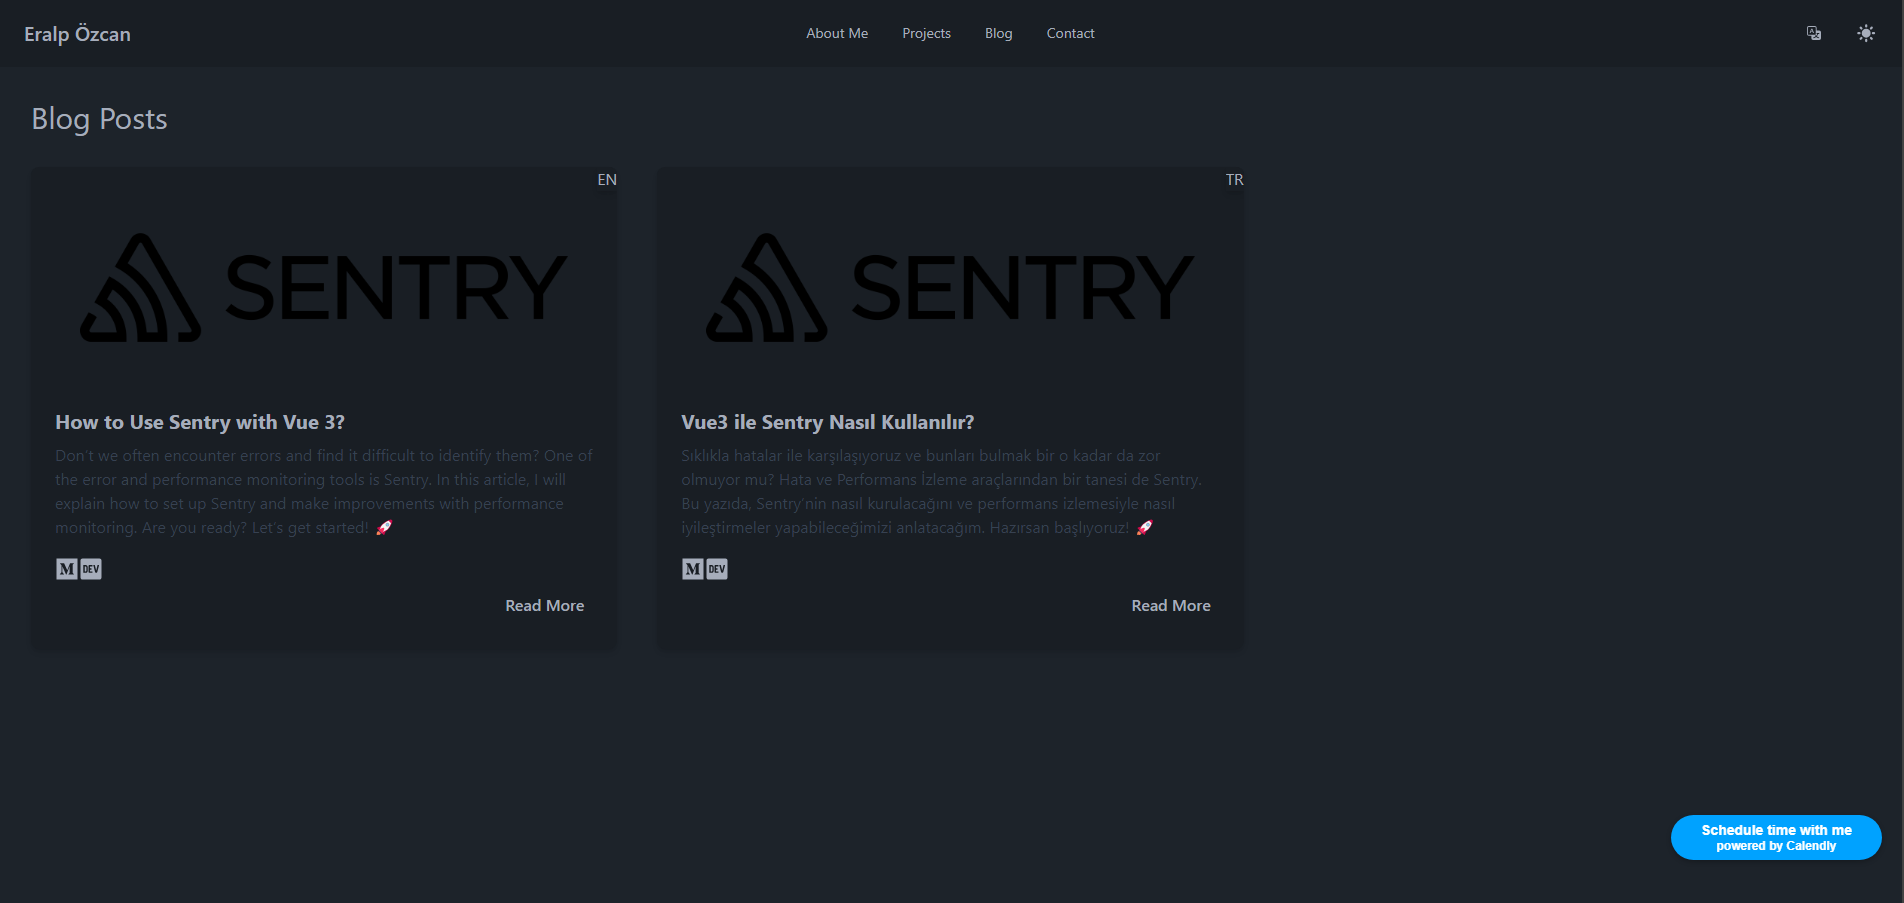 Eralp Özcan
About Me
Projects
Blog
Contact
Blog Posts
EN
SENTRY
How to Use Sentry with Vue 3?
Don't we often encounter errors and find it difficult to identify them? One of
the error and performance monitoring tools is Sentry. In this article, I will
explain how to set up Sentry and make improvements with performance
monitoring. Are you ready? Let's get started! 🚀
M DEV
Read More
TR
SENTRY
Vue3 ile Sentry Nasıl Kullanılır?
Sıklıkla hatalar ile karşılaşıyoruz ve bunları bulmak bir o kadar da zor
olmuyor mu? Hata ve Performans İzleme araçlarından bir tanesi de Sentry.
Bu yazıda, Sentry'nin nasıl kurulacağını ve performans izlemesiyle nasıl
iyileştirmeler yapabileceğimizi anlatacağım. Hazırsan başlıyoruz! 🚀
M DEV
Read More
Schedule time with me
powered by Calendly